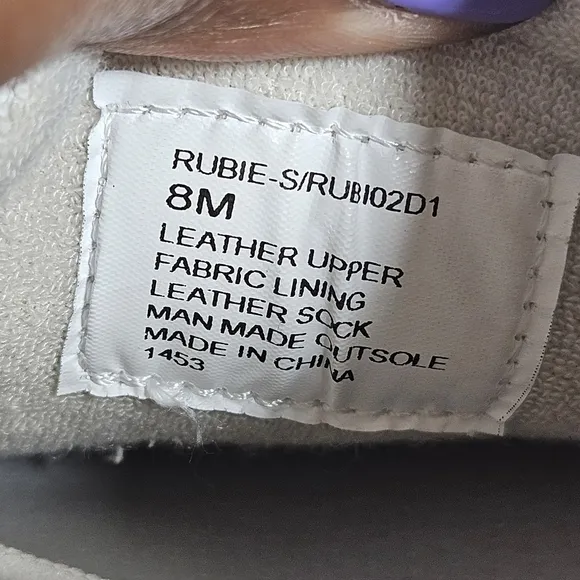 RUBIE-S/RUBI02D1
8M
LEATHER UPPER
FABRIC LINING
LEATHER SOCK
MAN MADE OUTSOLE
MADE IN CHINA
1453